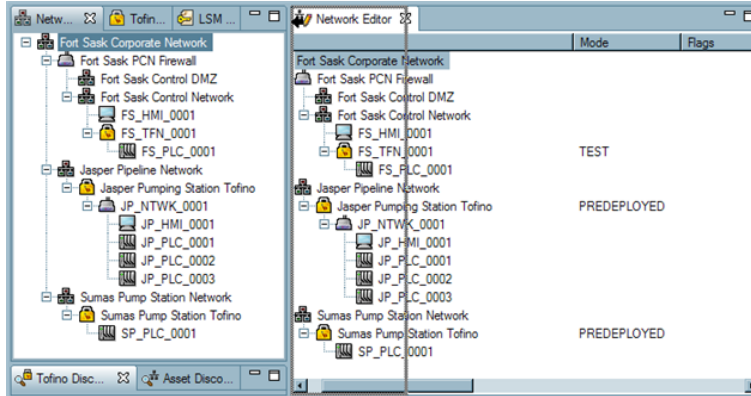 Netw... Tofin... LSM ...
Fort Sask Corporate Network
Fort Sask PCN Firewall
Fort Sask Control DMZ
Fort Sask Control Network
FS_HMI_0001
FS_TFN_0001
FS_PLC_0001
Jasper Pipeline Network
Jasper Pumping Station Tofino
JP_NTWK_0001
JP_HMI_0001
JP_PLC_0001
JP_PLC_0002
JP_PLC_0003
Sumas Pump Station Network
Sumas Pump Station Tofino
SP_PLC_0001
Tofino Disc... Asset Disco...
Network Editor
Mode Flags
Fort Sask Corporate Network
Fort Sask PCN Firewall
Fort Sask Control DMZ
Fort Sask Control Network
FS_HMI_0001
FS_TFN_0001 TEST
FS_PLC_0001
Jasper Pipeline Network
Jasper Pumping Station Tofino PREDEPLOYED
JP_NTWK_0001
JP_HMI_0001
JP_PLC_0001
JP_PLC_0002
JP_PLC_0003
Sumas Pump Station Network
Sumas Pump Station Tofino PREDEPLOYED
SP_PLC_0001